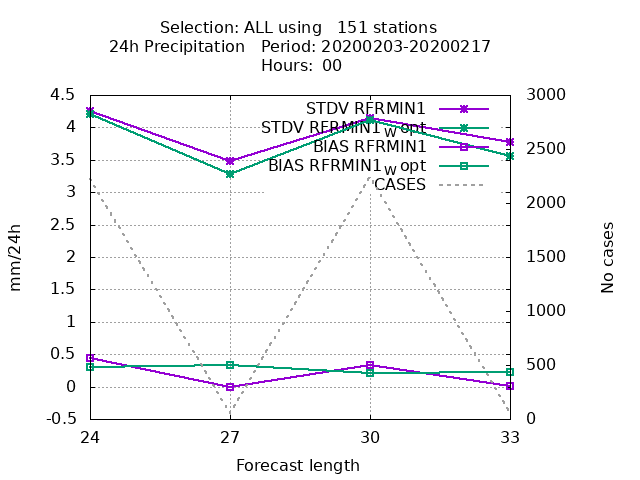 Selection: ALL using   151 stations
24h Precipitation   Period: 20200203-20200217
Hours: 00
4.5
4
3.5
3
2.5
2
1.5
1
0.5
0
-0.5
mm/24h
STDV RFRMIN1
STDV RFRMIN1_w opt
BIAS RFRMIN1
BIAS RFRMIN1_w opt
CASES
3000
2500
2000
1500
1000
500
0
No cases
24 27 30 33
Forecast length